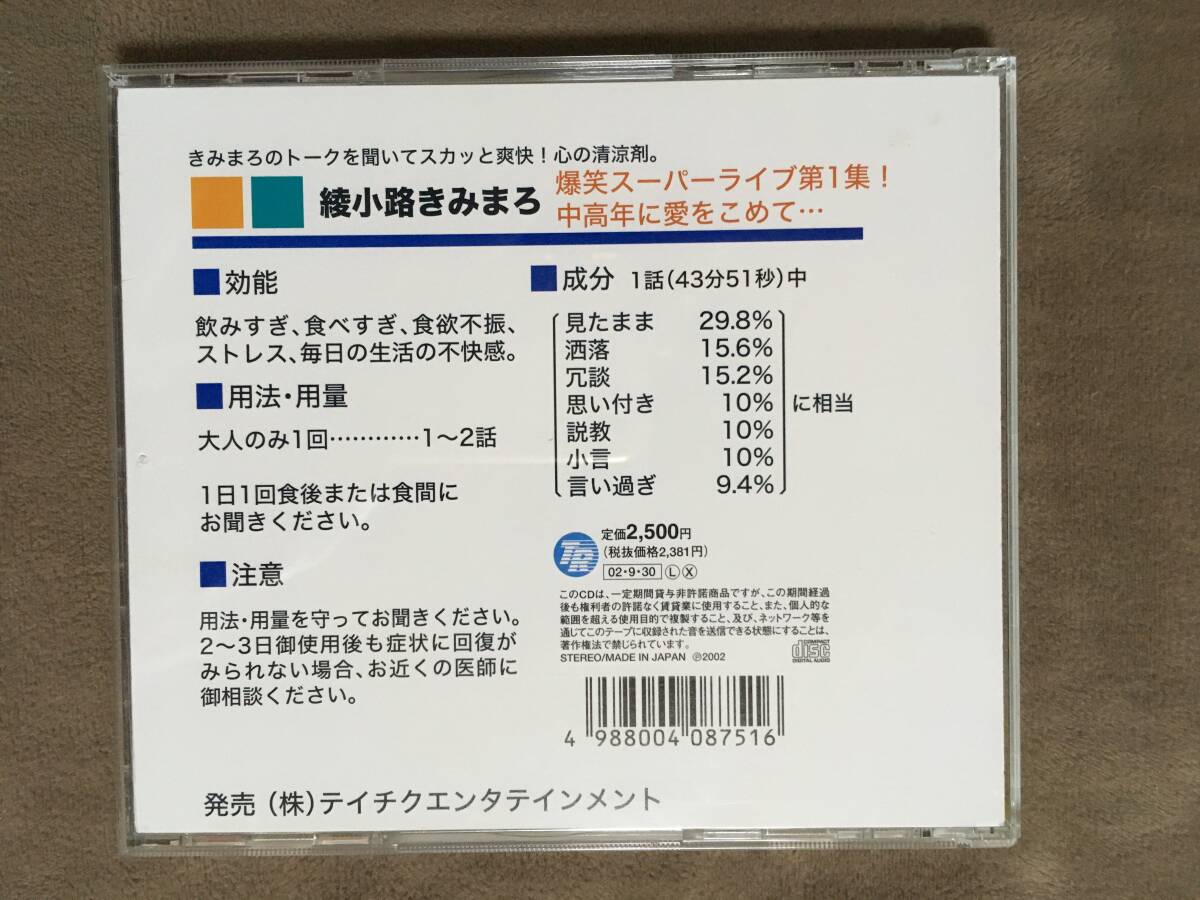 きみまろのトークを聞いてスカッと爽快！心の清涼剤。
綾小路きみまろ
爆笑スーパーライブ第1集！
中高年に愛をこめて…
効能
飲みすぎ、食べすぎ、食欲不振、
ストレス、毎日の生活の不快感。
用法・用量
大人のみ1回…………1〜2話
1日1回食後または食間に
お聞きください。
注意
用法・用量を守ってお聞きください。
2〜3日御使用後も症状に回復が
みられない場合、お近くの医師に
御相談ください。
成分 1話(43分51秒)中
見たまま 29.8%
洒落 15.6%
冗談 15.2%
思い付き 10% に相当
説教 10%
小言 10%
言い過ぎ 9.4%
TR
定価2,500円
(税抜価格2,381円)
02・9・30 Ⓛ Ⓧ
このCDは、一定期間貸与非許諾商品ですが、この期間経過
後も権利者の許諾なく賃貸業に使用すること、また、個人的な
範囲を超える使用目的で複製すること、及び、ネットワーク等を
通じてこのテープに収録された音を送信できる状態にすることは、
著作権法で禁じられています。
STEREO/MADE IN JAPAN ℗2002
COMPACT
disc
DIGITAL AUDIO
4 988004 087516
発売 (株)テイチクエンタテインメント